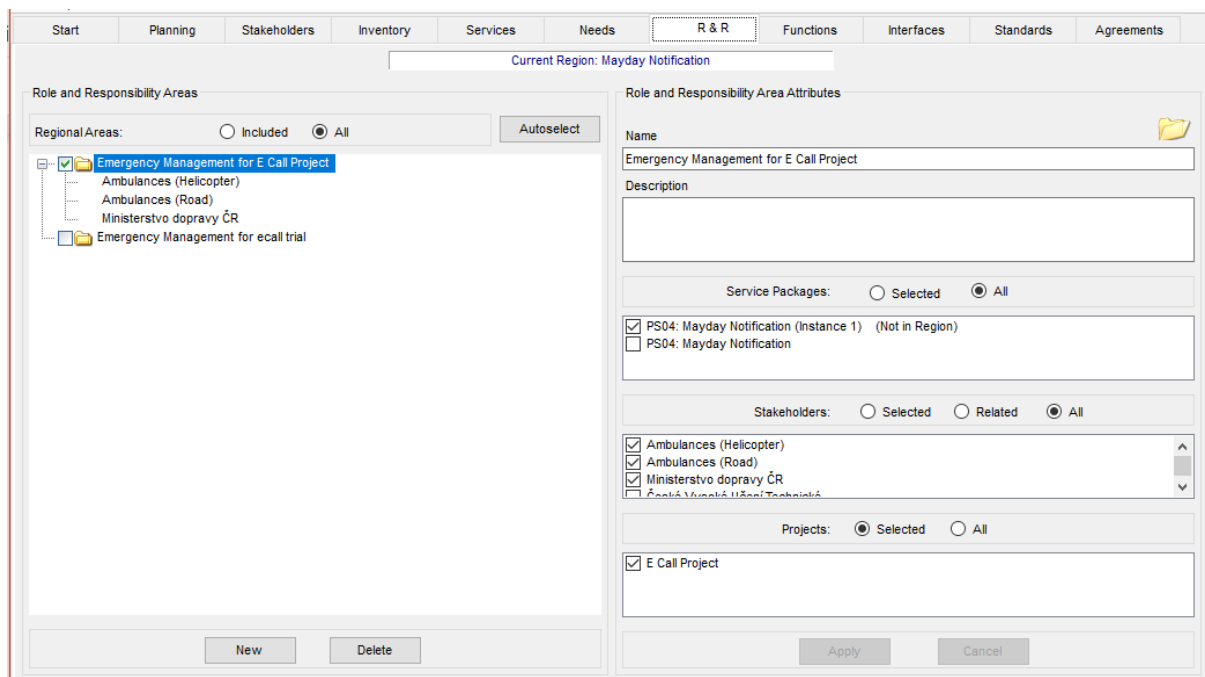 Start Planning Stakeholders Inventory Services Needs R & R Functions Interfaces Standards Agreements
Current Region: Mayday Notification
Role and Responsibility Areas
Regional Areas: Included All Autoselect
Emergency Management for E Call Project
Ambulances (Helicopter)
Ambulances (Road)
Ministerstvo dopravy ČR
Emergency Management for ecall trial
New Delete
Role and Responsibility Area Attributes
Name
Emergency Management for E Call Project
Description
Service Packages: Selected All
PS04: Mayday Notification (Instance 1) (Not in Region)
PS04: Mayday Notification
Stakeholders: Selected Related All
Ambulances (Helicopter)
Ambulances (Road)
Ministerstvo dopravy ČR
České Vysoké Učení Technické
Projects: Selected All
E Call Project
Apply Cancel